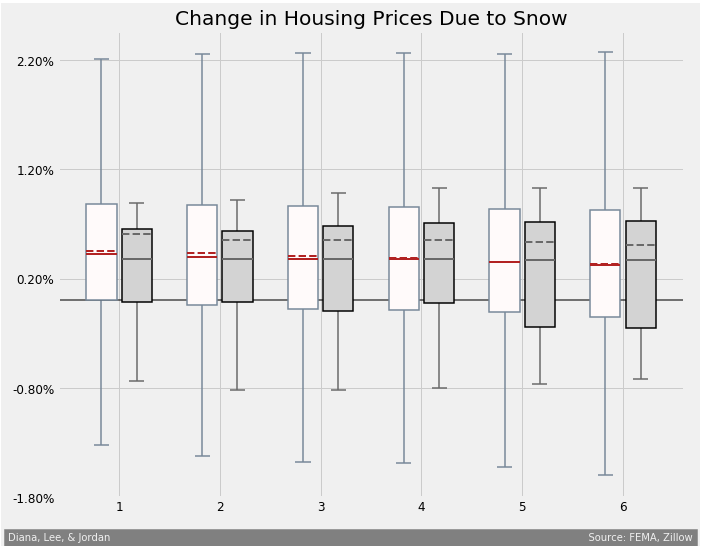 Change in Housing Prices Due to Snow
2.20%
1.20%
0.20%
-0.80%
-1.80%
1 2 3 4 5 6
Diana, Lee, & Jordan Source: FEMA, Zillow